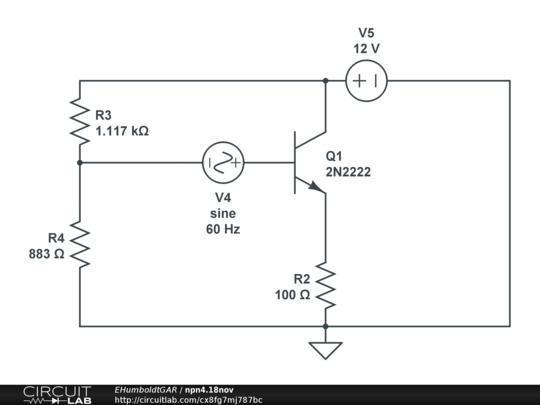 V5
12 V
+ I
R3
1.117 kΩ
Q1
2N2222
V4
sine
60 Hz
R4
883 Ω
R2
100 Ω
CIRCUIT
LAB
EHumboldtGAR / npn4.18nov
http://circuitlab.com/cx8fg7mj787bc